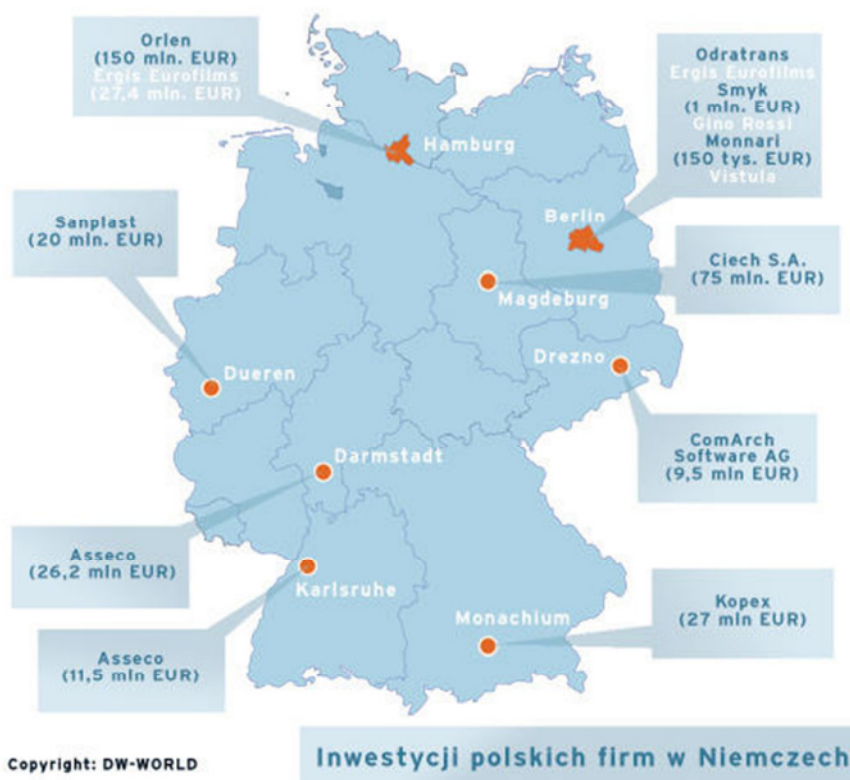 Orlen
(150 mln. EUR)
Ergis Eurofilms
(27,4 mln. EUR)
Odratrans
Ergis Eurofilms
Smyk
(1 mln. EUR)
Gino Rossi
Monnari
(150 tys. EUR)
Vistula
Hamburg
Berlin
Sanplast
(20 mln. EUR)
Ciech S.A.
(75 mln. EUR)
Magdeburg
Drezno
Dueren
ComArch
Software AG
(9,5 mln EUR)
Darmstadt
Asseco
(26,2 mln EUR)
Karlsruhe
Kopex
(27 mln EUR)
Monachium
Asseco
(11,5 mln EUR)
Inwestycji polskich firm w Niemczech
Copyright: DW-WORLD